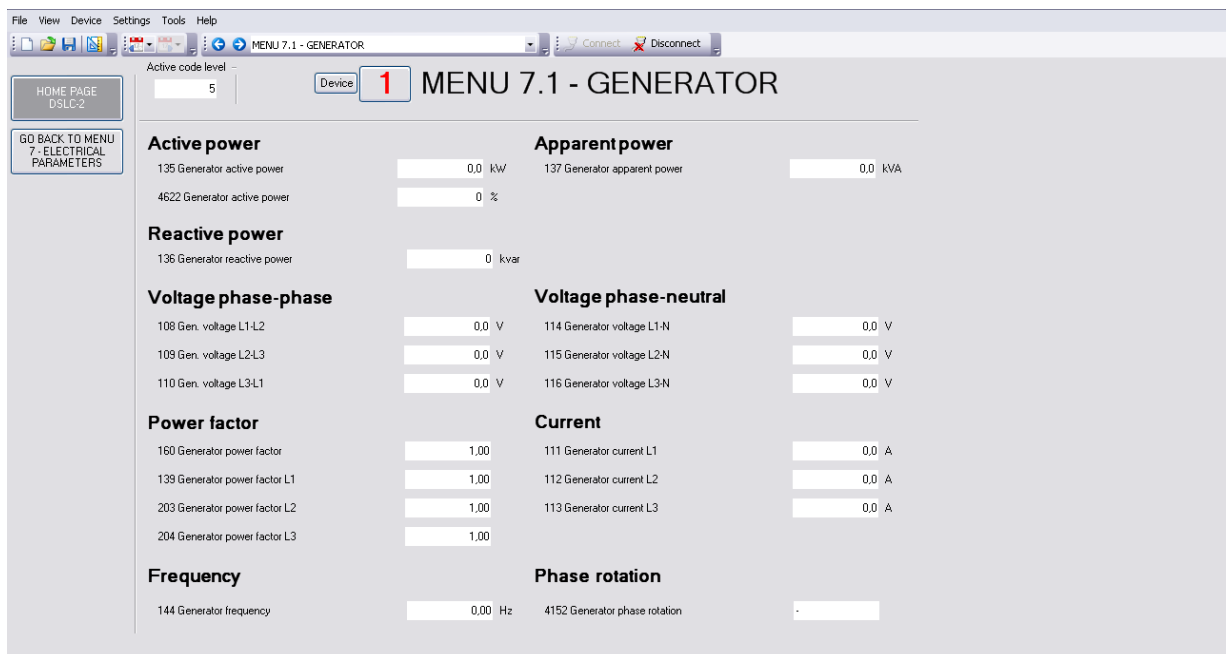 File View Device Settings Tools Help
MENU 7.1 - GENERATOR Connect Disconnect
Active code level
5
Device 1 MENU 7.1 - GENERATOR
HOME PAGE
DSLC-2
GO BACK TO MENU
7 - ELECTRICAL
PARAMETERS
Active power Apparent power
135 Generator active power 0,0 kW 137 Generator apparent power 0,0 kVA
4622 Generator active power 0 %
Reactive power
136 Generator reactive power 0 kvar
Voltage phase-phase Voltage phase-neutral
108 Gen. voltage L1-L2 0,0 V 114 Generator voltage L1-N 0,0 V
109 Gen. voltage L2-L3 0,0 V 115 Generator voltage L2-N 0,0 V
110 Gen. voltage L3-L1 0,0 V 116 Generator voltage L3-N 0,0 V
Power factor Current
160 Generator power factor 1,00 111 Generator current L1 0,0 A
139 Generator power factor L1 1,00 112 Generator current L2 0,0 A
203 Generator power factor L2 1,00 113 Generator current L3 0,0 A
204 Generator power factor L3 1,00
Frequency Phase rotation
144 Generator frequency 0,00 Hz 4152 Generator phase rotation -